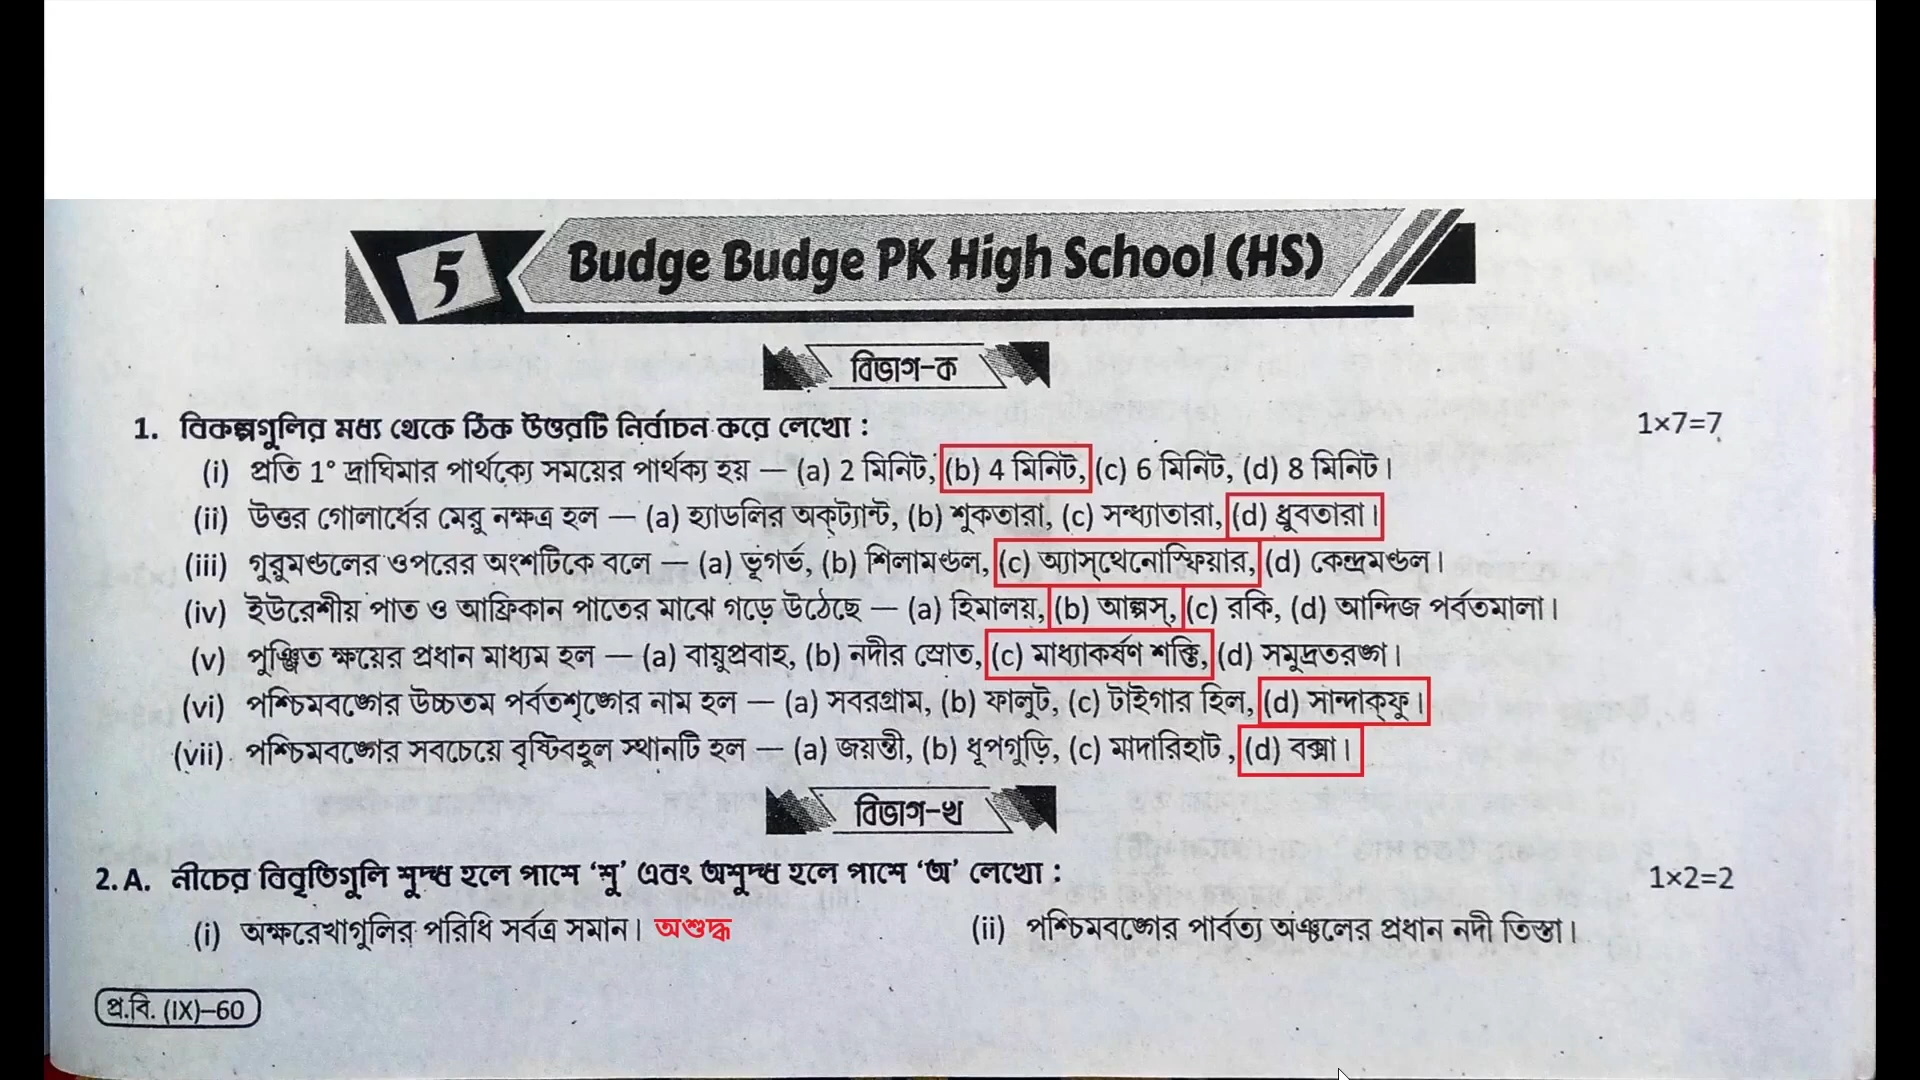 5 Budge Budge PK High School (HS)
বিভাগ-ক
1. বিকল্পগুলির মধ্য থেকে ঠিক উত্তরটি নির্বাচন করে লেখো : 1×7=7
(i) প্রতি 1° দ্রাঘিমার পার্থক্যে সময়ের পার্থক্য হয় — (a) 2 মিনিট, (b) 4 মিনিট, (c) 6 মিনিট, (d) 8 মিনিট।
(ii) উত্তর গোলার্ধের মেরু নক্ষত্র হল — (a) হ্যাডলির অক্‌ট্যান্ট, (b) শুকতারা, (c) সন্ধ্যাতারা, (d) ধ্রুবতারা।
(iii) গুরুমণ্ডলের ওপরের অংশটিকে বলে — (a) ভূগর্ভ, (b) শিলামণ্ডল, (c) অ্যাস্‌থেনোস্ফিয়ার, (d) কেন্দ্রমণ্ডল।
(iv) ইউরেশীয় পাত ও আফ্রিকান পাতের মাঝে গড়ে উঠেছে — (a) হিমালয়, (b) আল্পস্, (c) রকি, (d) আন্দিজ পর্বতমালা।
(v) পুঞ্জিত ক্ষয়ের প্রধান মাধ্যম হল — (a) বায়ুপ্রবাহ, (b) নদীর স্রোত, (c) মাধ্যাকর্ষণ শক্তি, (d) সমুদ্রতরঙ্গ।
(vi) পশ্চিমবঙ্গের উচ্চতম পর্বতশৃঙ্গের নাম হল — (a) সবরগ্রাম, (b) ফালুট, (c) টাইগার হিল, (d) সান্দাক্‌ফু।
(vii) পশ্চিমবঙ্গের সবচেয়ে বৃষ্টিবহুল স্থানটি হল — (a) জয়ন্তী, (b) ধূপগুড়ি, (c) মাদারিহাট, (d) বক্সা।
বিভাগ-খ
2. A. নীচের বিবৃতিগুলি শুদ্ধ হলে পাশে ‘শু’ এবং অশুদ্ধ হলে পাশে ‘অ’ লেখো : 1×2=2
(i) অক্ষরেখাগুলির পরিধি সর্বত্র সমান। অশুদ্ধ (ii) পশ্চিমবঙ্গের পার্বত্য অঞ্চলের প্রধান নদী তিস্তা।
প্র.বি. (IX)–60